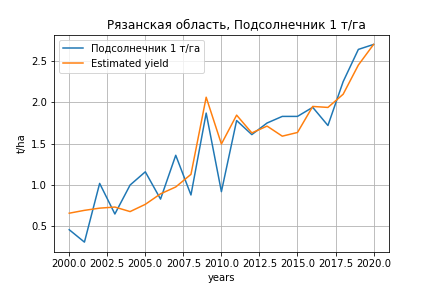 Рязанская область, Подсолнечник 1 т/га
Подсолнечник 1 т/га
Estimated yield
2.5
2.0
1.5
1.0
0.5
t/ha
2000.0 2002.5 2005.0 2007.5 2010.0 2012.5 2015.0 2017.5 2020.0
years